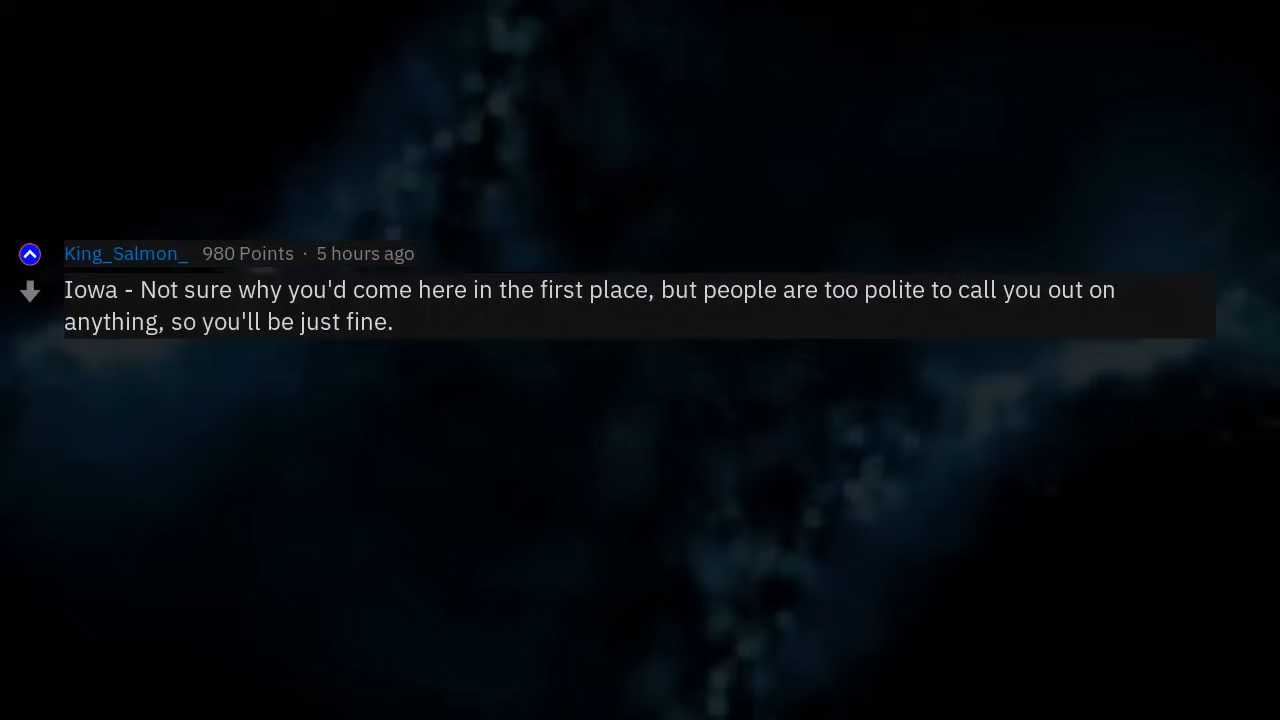 King_Salmon_ 980 Points · 5 hours ago
Iowa - Not sure why you'd come here in the first place, but people are too polite to call you out on
anything, so you'll be just fine.